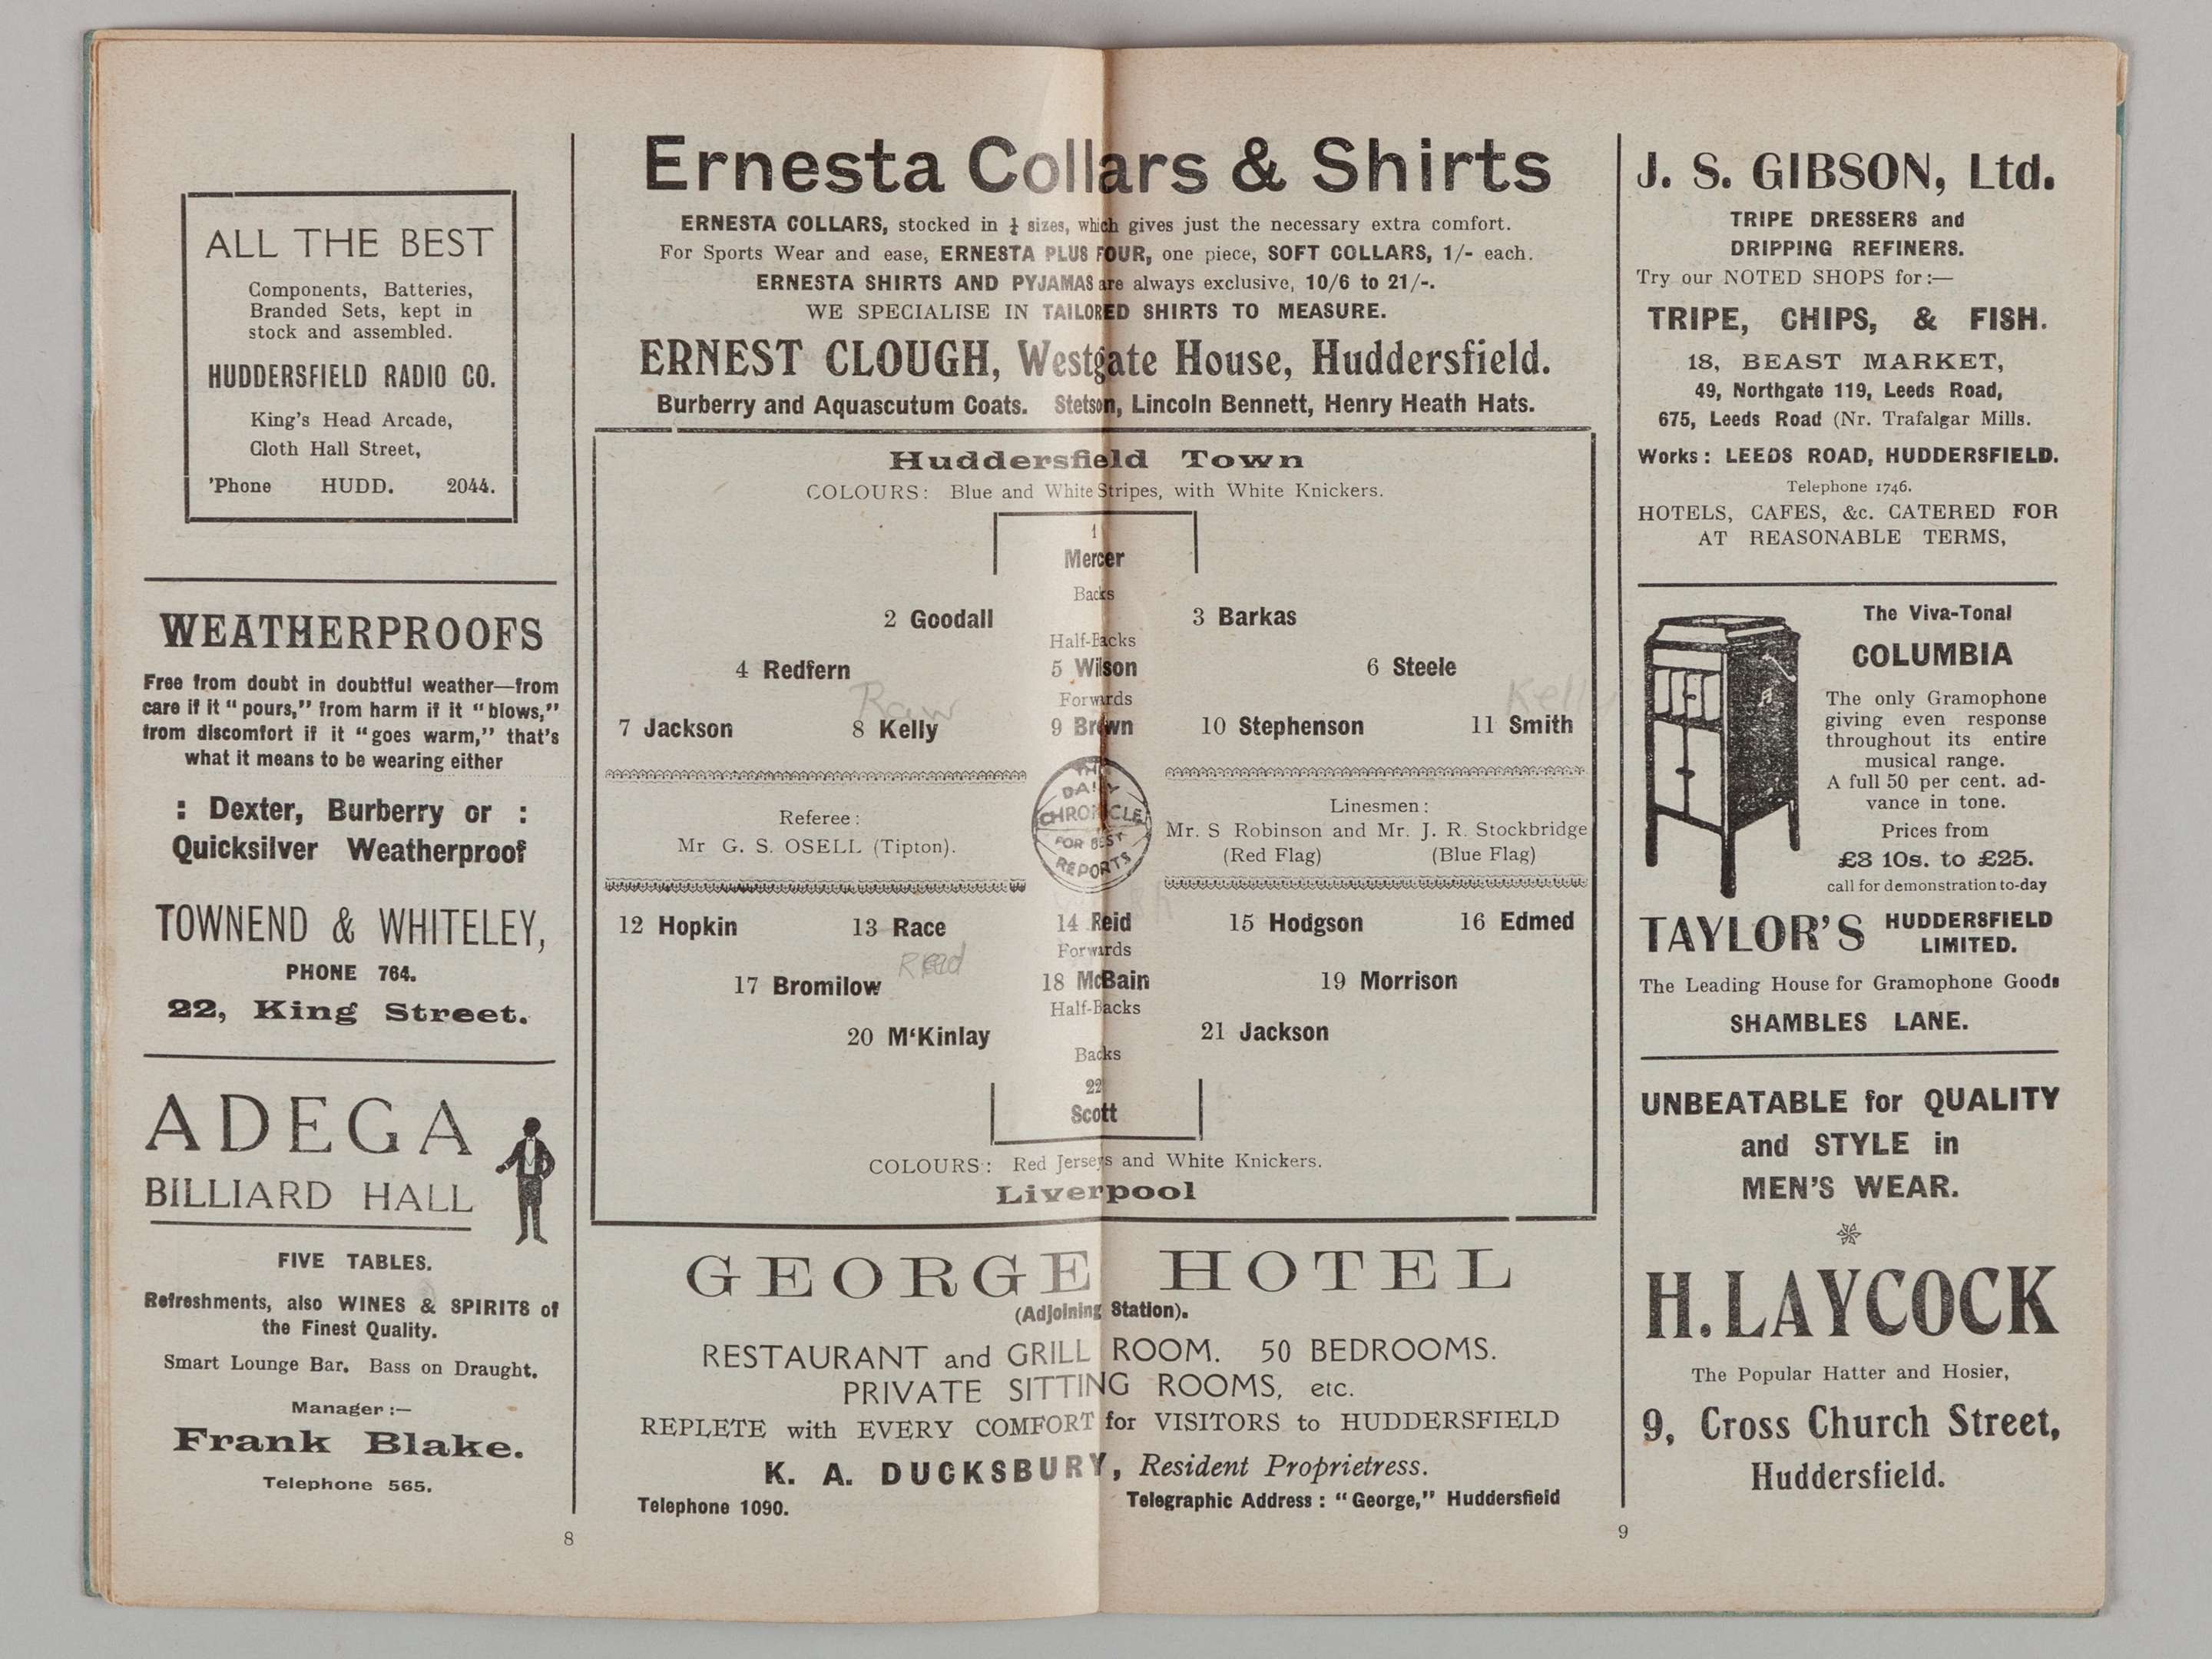 ALL THE BEST
Components, Batteries,
Branded Sets, kept in
stock and assembled.
HUDDERSFIELD RADIO CO.
King's Head Arcade,
Cloth Hall Street,
'Phone HUDD. 2044.
WEATHERPROOFS
Free from doubt in doubtful weather—from
care if it "pours," from harm if it "blows,"
from discomfort if it "goes warm," that's
what it means to be wearing either
: Dexter, Burberry or :
Quicksilver Weatherproof
TOWNEND & WHITELEY,
PHONE 764.
22, King Street.
ADEGA
BILLIARD HALL
FIVE TABLES.
Refreshments, also WINES & SPIRITS of
the Finest Quality.
Smart Lounge Bar. Bass on Draught.
Manager :—
Frank Blake.
Telephone 565.
8
Ernesta Collars & Shirts
ERNESTA COLLARS, stocked in ¼ sizes, which gives just the necessary extra comfort.
For Sports Wear and ease, ERNESTA PLUS FOUR, one piece, SOFT COLLARS, 1/- each.
ERNESTA SHIRTS AND PYJAMAS are always exclusive, 10/6 to 21/-.
WE SPECIALISE IN TAILORED SHIRTS TO MEASURE.
ERNEST CLOUGH, Westgate House, Huddersfield.
Burberry and Aquascutum Coats. Stetson, Lincoln Bennett, Henry Heath Hats.
Huddersfield Town
COLOURS: Blue and White Stripes, with White Knickers.
1
Mercer
Backs
2 Goodall 3 Barkas
Half-Backs
4 Redfern 5 Wilson 6 Steele
Raw Forwards Kelly
7 Jackson 8 Kelly 9 Brown 10 Stephenson 11 Smith
Referee :
Mr G. S. OSELL (Tipton).
THE
DAILY
CHRONICLE
FOR BEST
REPORTS
Linesmen :
Mr. S Robinson and Mr. J. R. Stockbridge
(Red Flag) (Blue Flag)
12 Hopkin 13 Race 14 Reid 15 Hodgson 16 Edmed
Forwards
Read
17 Bromilow 18 McBain 19 Morrison
Half-Backs
20 M'Kinlay 21 Jackson
Backs
22
Scott
COLOURS: Red Jerseys and White Knickers.
Liverpool
GEORGE HOTEL
(Adjoining Station).
RESTAURANT and GRILL ROOM. 50 BEDROOMS.
PRIVATE SITTING ROOMS, etc.
REPLETE with EVERY COMFORT for VISITORS to HUDDERSFIELD
K. A. DUCKSBURY, Resident Proprietress.
Telephone 1090. Telegraphic Address : "George," Huddersfield
J. S. GIBSON, Ltd.
TRIPE DRESSERS and
DRIPPING REFINERS.
Try our NOTED SHOPS for :—
TRIPE, CHIPS, & FISH.
18, BEAST MARKET,
49, Northgate 119, Leeds Road,
675, Leeds Road (Nr. Trafalgar Mills.
Works : LEEDS ROAD, HUDDERSFIELD.
Telephone 1746.
HOTELS, CAFES, &c. CATERED FOR
AT REASONABLE TERMS,
The Viva-Tonal
COLUMBIA
The only Gramophone
giving even response
throughout its entire
musical range.
A full 50 per cent. ad-
vance in tone.
Prices from
£3 10s. to £25.
call for demonstration to-day
TAYLOR'S HUDDERSFIELD
LIMITED.
The Leading House for Gramophone Goods
SHAMBLES LANE.
UNBEATABLE for QUALITY
and STYLE in
MEN'S WEAR.
H. LAYCOCK
The Popular Hatter and Hosier,
9, Cross Church Street,
Huddersfield.
9